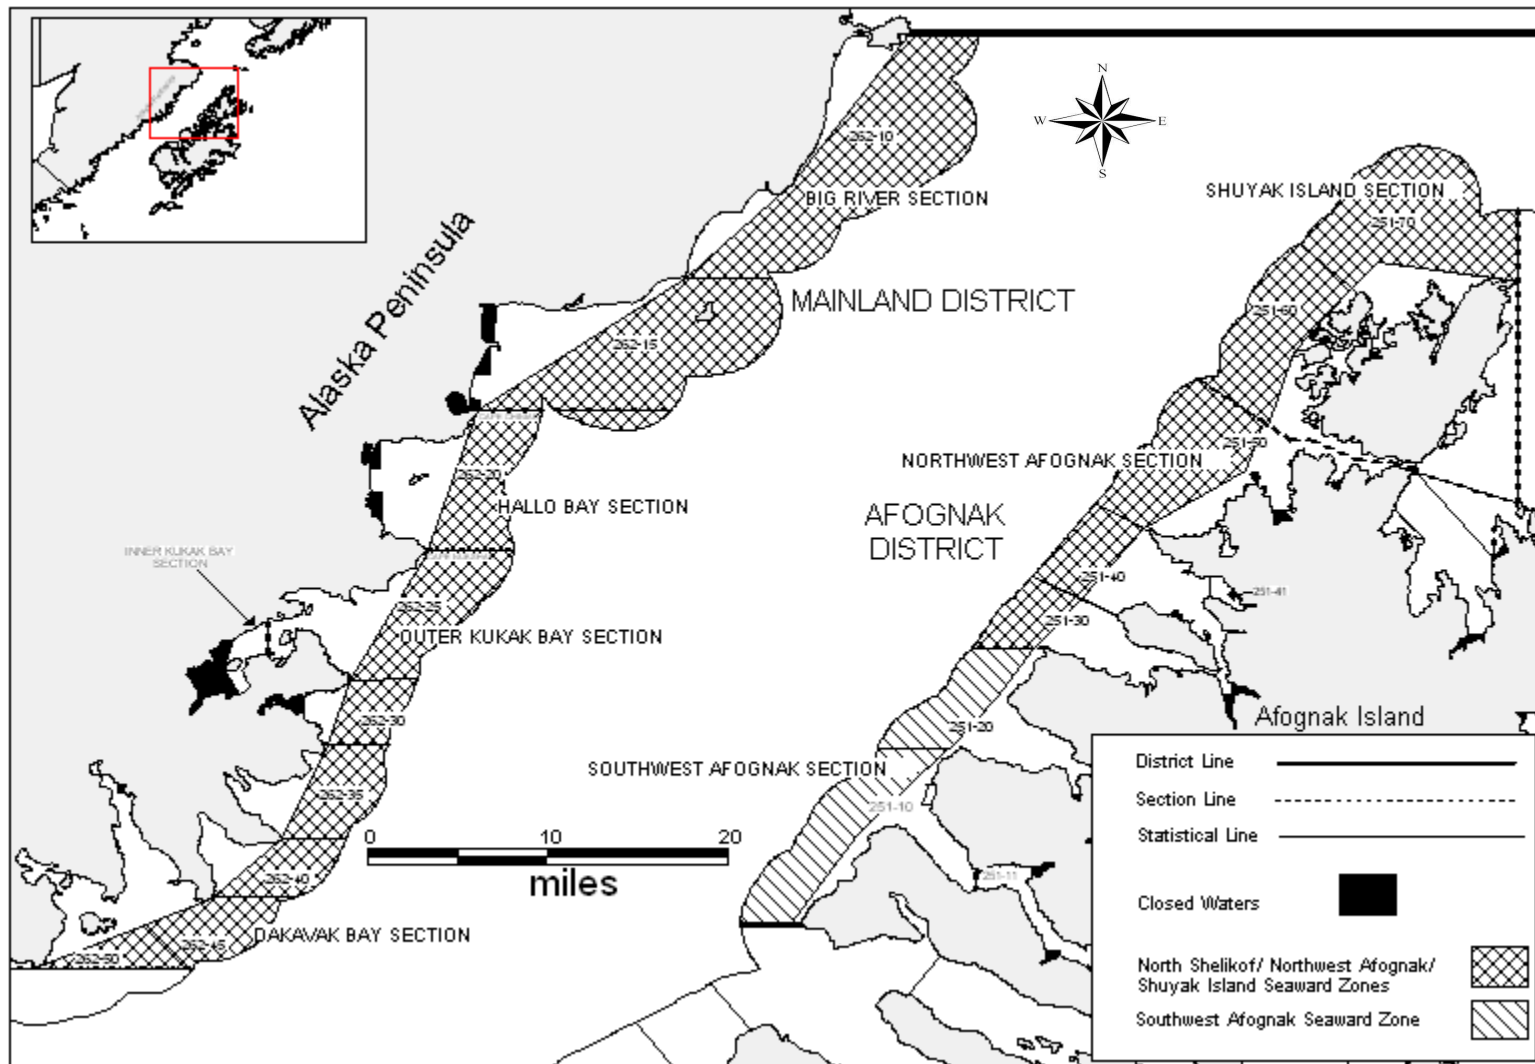 N
W
E
S
262-10
BIG RIVER SECTION
SHUYAK ISLAND SECTION
251-70
Alaska Peninsula
MAINLAND DISTRICT
251-60
262-15
251-50
NORTHWEST AFOGNAK SECTION
262-20
HALLO BAY SECTION
AFOGNAK
DISTRICT
INNER KUKAK BAY
SECTION
251-40
251-41
262-25
251-30
OUTER KUKAK BAY SECTION
262-30
251-20
Afognak Island
SOUTHWEST AFOGNAK SECTION
262-35
251-10
0 10 20
miles
262-40
251-11
262-45
DAKAVAK BAY SECTION
262-50
District Line
Section Line
Statistical Line
Closed Waters
North Shelikof/ Northwest Afognak/
Shuyak Island Seaward Zones
Southwest Afognak Seaward Zone